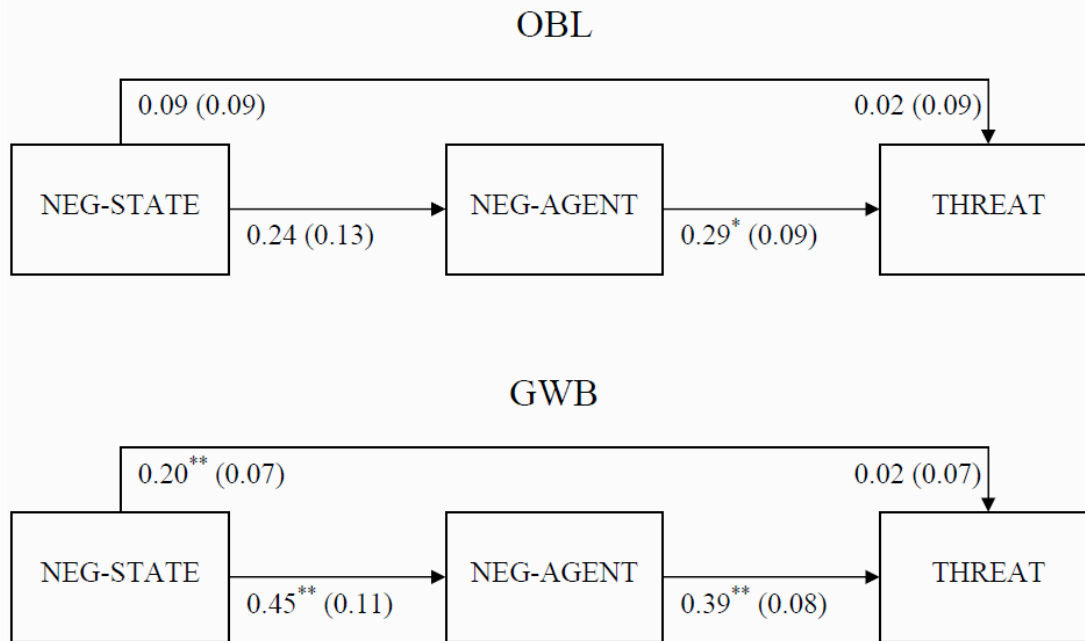 OBL
0.09 (0.09) 0.02 (0.09)
NEG-STATE NEG-AGENT THREAT
0.24 (0.13) 0.29* (0.09)
GWB
0.20** (0.07) 0.02 (0.07)
NEG-STATE NEG-AGENT THREAT
0.45** (0.11) 0.39** (0.08)